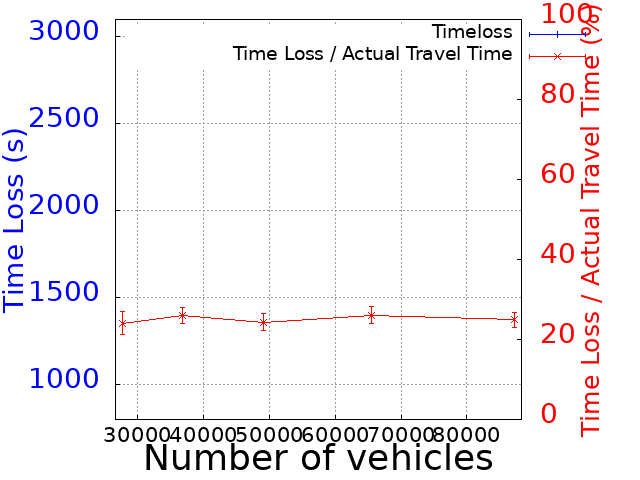 Timeloss
Time Loss / Actual Travel Time
3000
2500
2000
1500
1000
Time Loss (s)
100
80
60
40
20
0
Time Loss / Actual Travel Time (%)
30000 40000 50000 60000 70000 80000
Number of vehicles